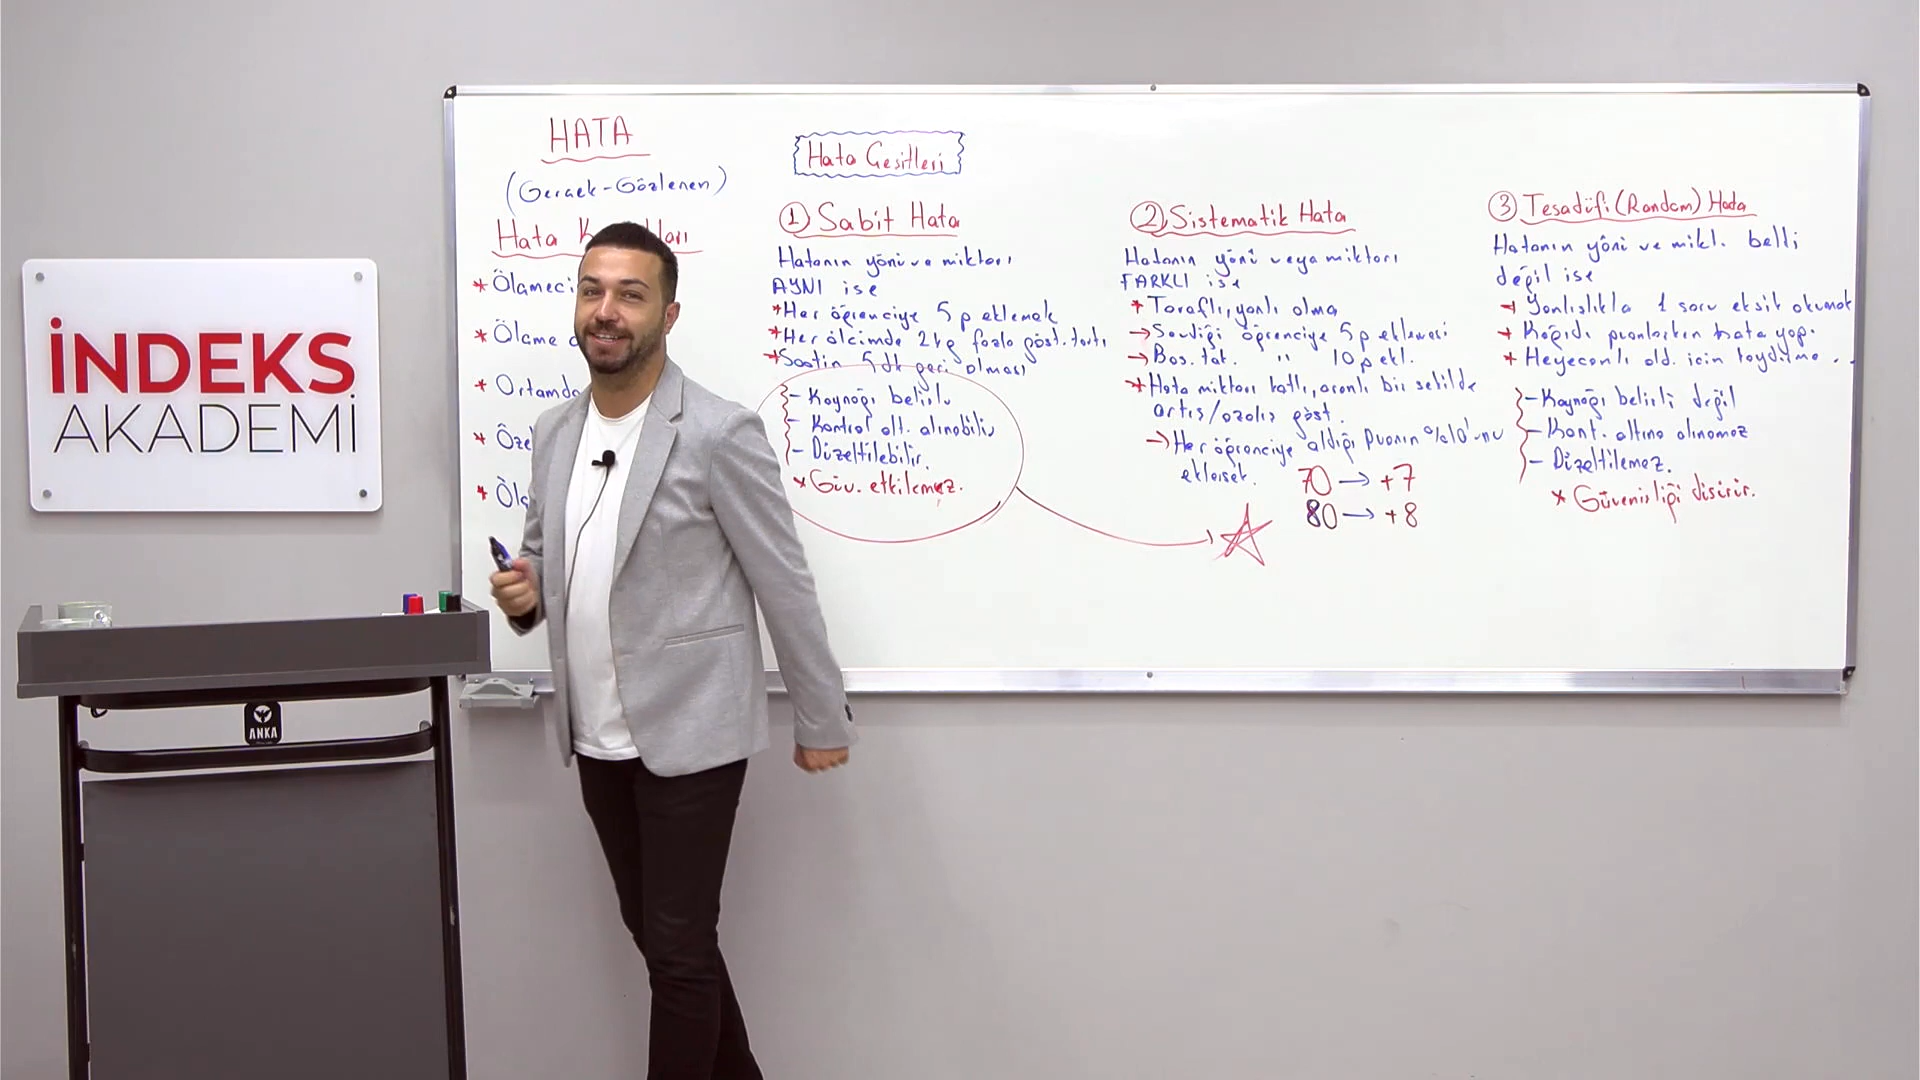 İNDEKS
AKADEMİ
ANKA
HATA
(Gerçek-Gözlenen)
Hata K
* Ölçmeci
* Ölçme
* Ortamda
* Öze
* Ölç
Hata Çeşitleri
① Sabit Hata
Hatanın yönü ve miktarı
AYNI ise
*Her öğrenciye 5 p eklemek
*Her ölçümde 2 kg fazla göst. tartı
*Saatin 5 dk geri olması
- Kaynağı belirli
- Kontrol alt. alınabilir
- Düzeltilebilir.
* Güv. etkilemez.
② Sistematik Hata
Hatanın yönü veya miktarı
FARKLI ise
* Taraflı, yanlı olma
→ Sevdiği öğrenciye 5 p eklemesi
→ Baş. tak. " 10 p ekl.
* Hata miktarı katlı, oranlı bir şekilde
artış/azalış göst.
→ Her öğrenciye aldığı puanın %10'unu
eklersek.
70 → +7
80 → +8
③ Tesadüfi (Random) Hata
Hatanın yönü ve mikt. belli
değil ise
→ Yanlışlıkla 1 soru eksik okumak
* Kağıdı puanlarken hata yap.
* Heyecanlı old. için kaydırma . .
- Kaynağı belirli değil
- Kont. altına alınamaz
- Düzeltilemez.
* Güvenirliği düşürür.